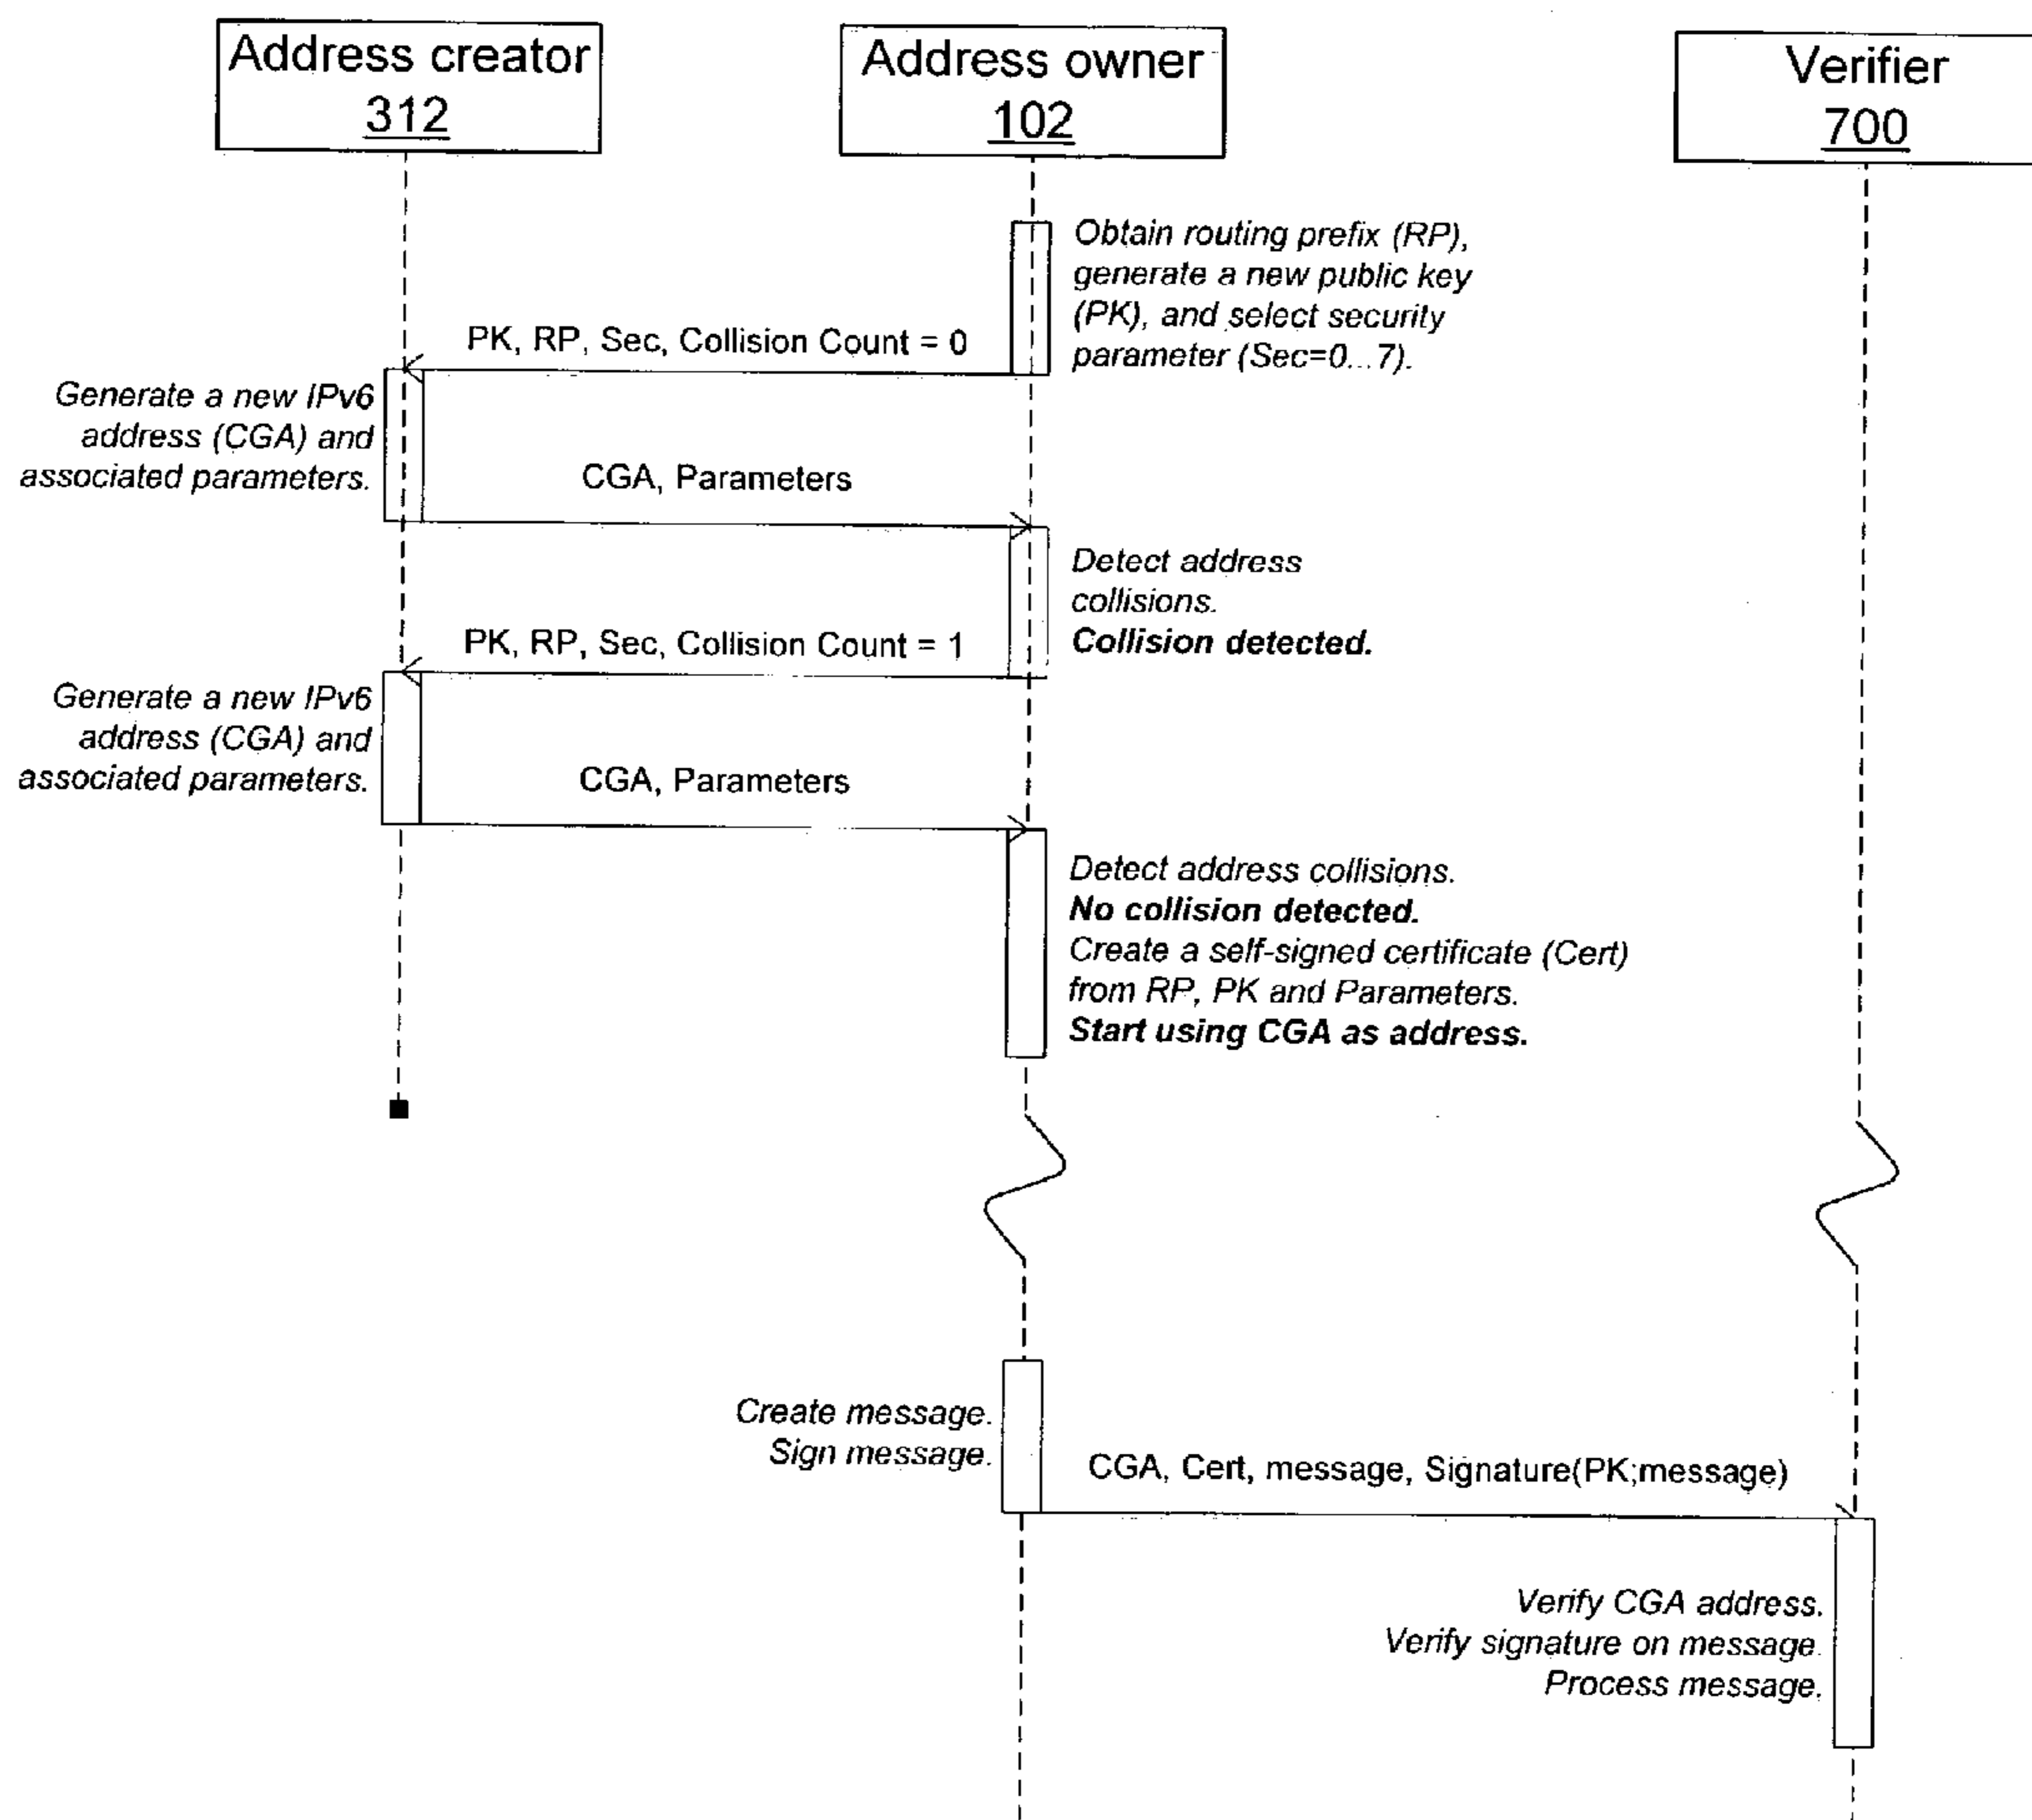 Address creator
312
Address owner
102
Verifier
700
Obtain routing prefix (RP),
generate a new public key
(PK), and select security
parameter (Sec=0...7).
PK, RP, Sec, Collision Count = 0
Generate a new IPv6
address (CGA) and
associated parameters.
CGA, Parameters
Detect address
collisions.
Collision detected.
PK, RP, Sec, Collision Count = 1
Generate a new IPv6
address (CGA) and
associated parameters.
CGA, Parameters
Detect address collisions.
No collision detected.
Create a self-signed certificate (Cert)
from RP, PK and Parameters.
Start using CGA as address.
Create message.
Sign message.
CGA, Cert, message, Signature(PK;message)
Verify CGA address.
Verify signature on message.
Process message.